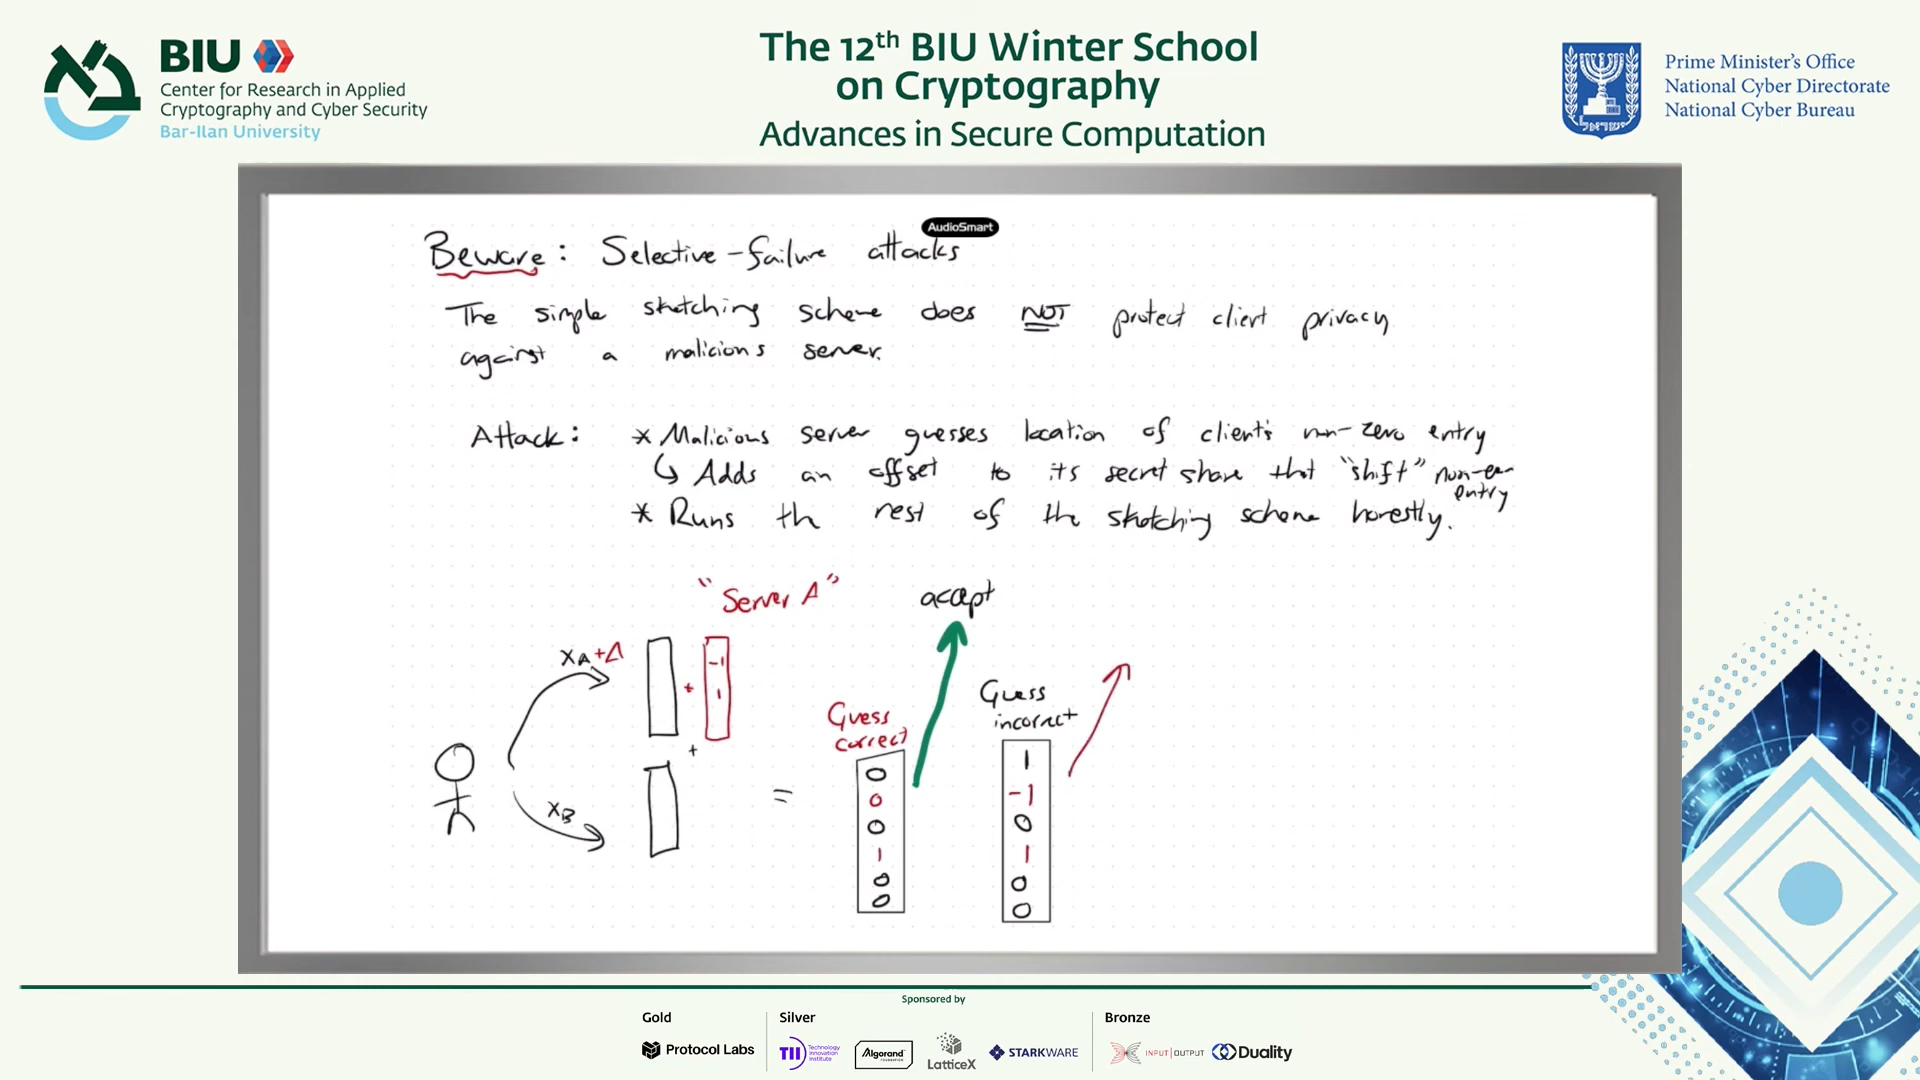 BIU
Center for Research in Applied
Cryptography and Cyber Security
Bar-Ilan University
The 12th BIU Winter School
on Cryptography
Advances in Secure Computation
Prime Minister's Office
National Cyber Directorate
National Cyber Bureau
AudioSmart
Beware: Selective-failure attacks
The simple sketching scheme does NOT protect client privacy
against a malicious server.
Attack: * Malicious server guesses location of client's non-zero entry
↳ Adds an offset to its secret share that "shift" non-zero
entry
* Runs the rest of the sketching scheme honestly.
"Server A"
accept
xA+Δ
+
-1
1
Guess
correct
Guess
incorrect
+
xB
=
0
0
0
1
0
0
1
-1
0
1
0
0
Sponsored by
Gold
Silver
Bronze
Protocol Labs
TII Technology Innovation Institute
Algorand
FOUNDATION
LatticeX
FOUNDATION
STARKWARE
INPUT | OUTPUT
Duality